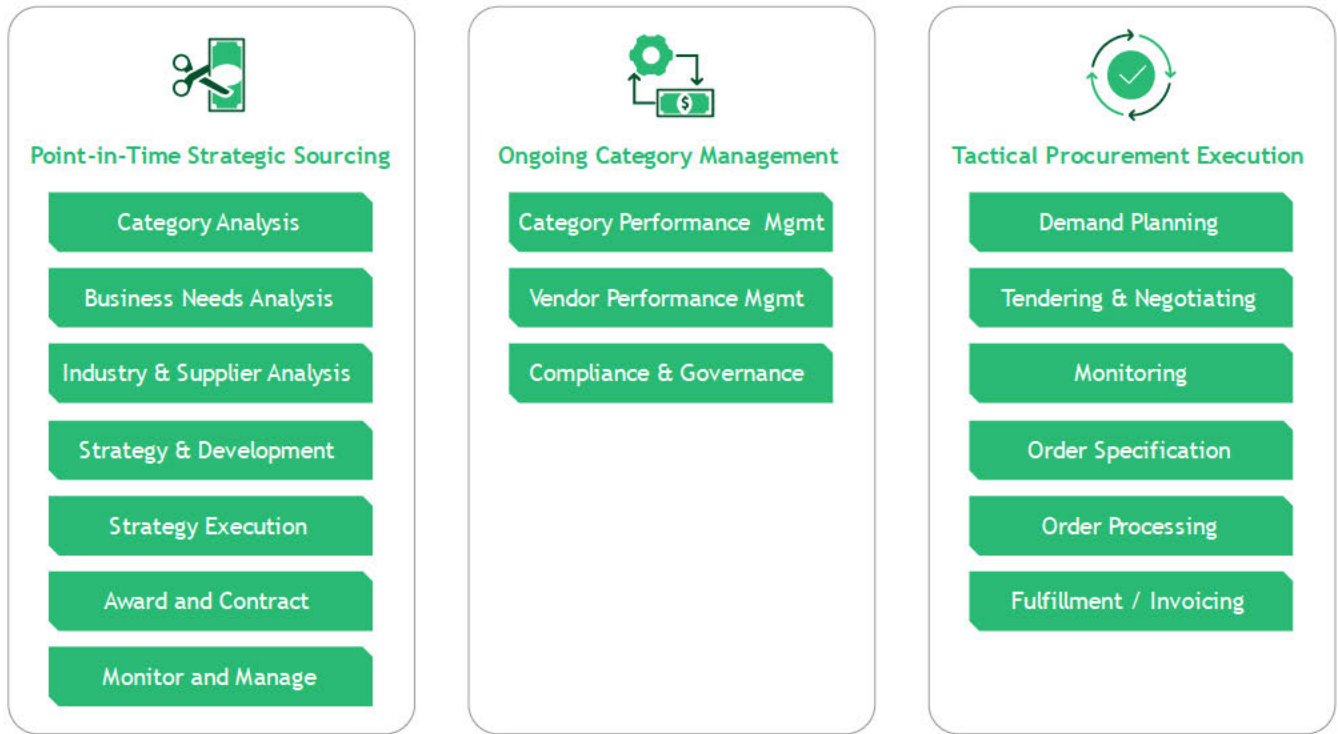 Point-in-Time Strategic Sourcing
Category Analysis
Business Needs Analysis
Industry & Supplier Analysis
Strategy & Development
Strategy Execution
Award and Contract
Monitor and Manage
$
Ongoing Category Management
Category Performance Mgmt
Vendor Performance Mgmt
Compliance & Governance
Tactical Procurement Execution
Demand Planning
Tendering & Negotiating
Monitoring
Order Specification
Order Processing
Fulfillment / Invoicing